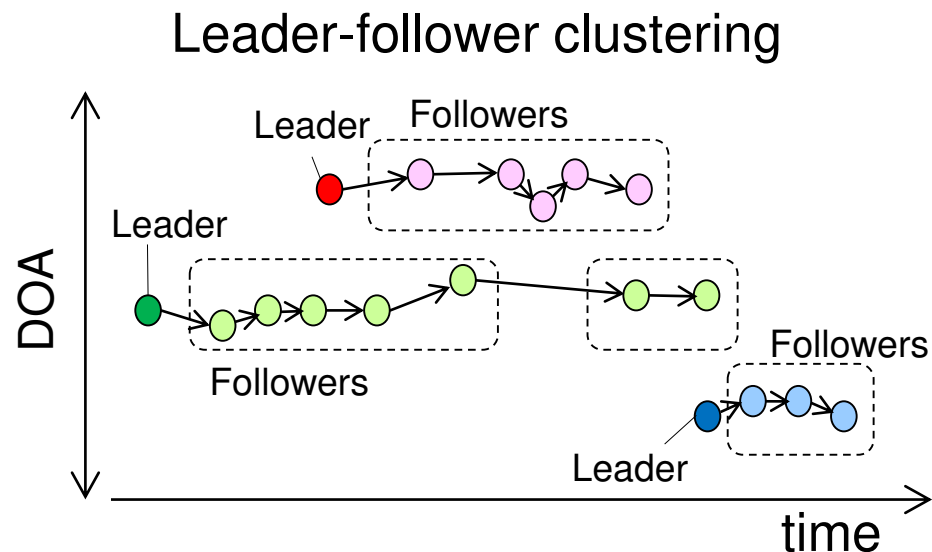 Leader-follower clustering
Followers
Leader
Leader
DOA
Followers
Followers
Leader
time